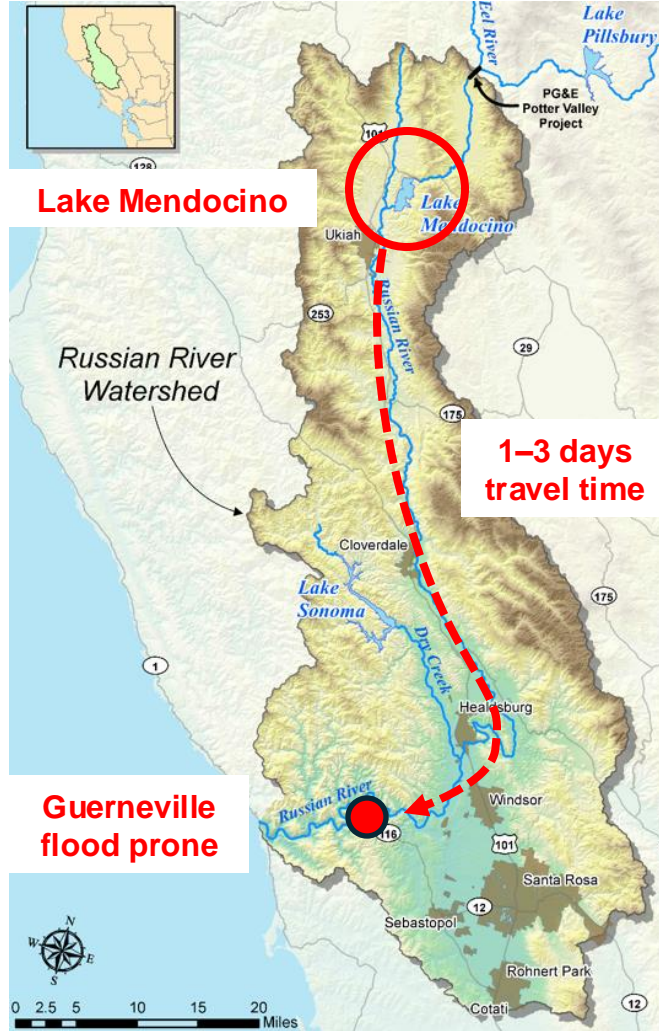 Eel River
Lake
Pillsbury
PG&E
Potter Valley
Project
101
128
Lake Mendocino
Lake
Mendocino
Ukiah
Russian River
253
29
Russian River
Watershed
175
1–3 days
travel time
Cloverdale
Lake
Sonoma
175
Dry Creek
1
Healdsburg
Guerneville
flood prone
Russian River
116
Windsor
101
Santa Rosa
12
Sebastopol
Rohnert Park
Cotati
12
N
W
E
S
0 2.5 5 10 15 20
Miles